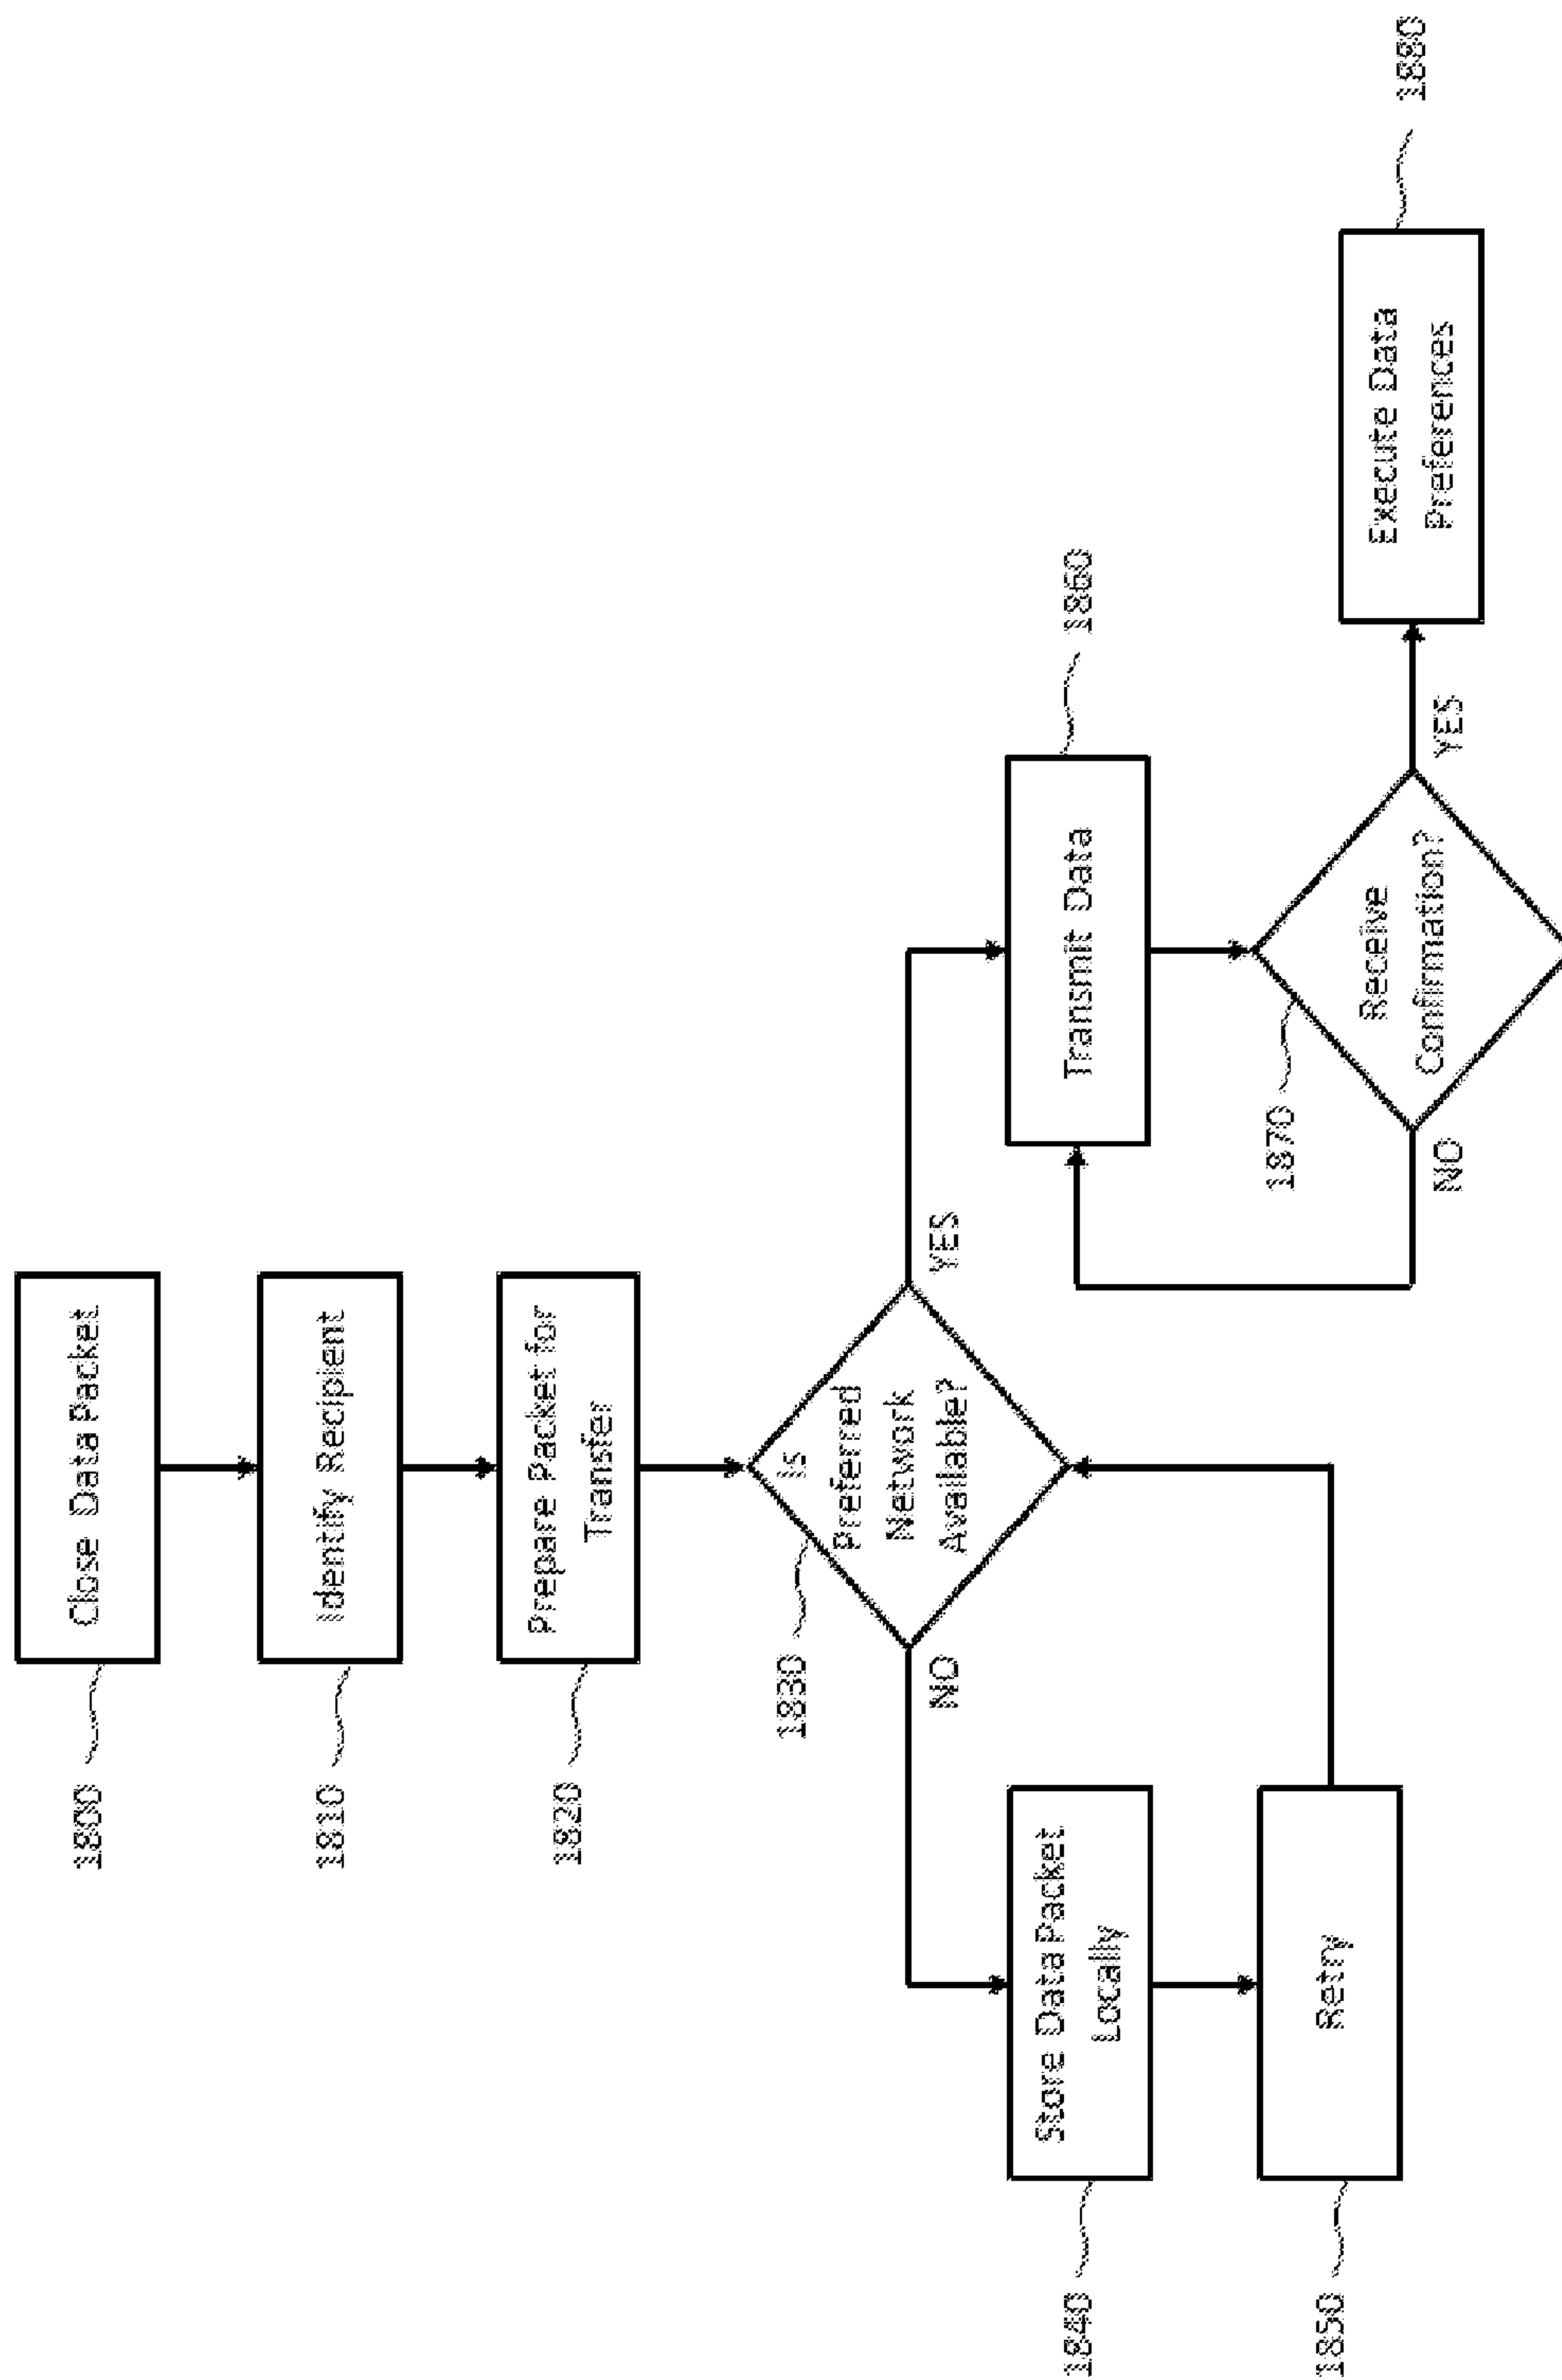 1800
Close Data Packet
1810
Identify Recipient
1820
Prepare Packet for
Transfer
1830
Is
Preferred
Network
Available?
NO
YES
1840
Store Data Packet
Locally
1850
Retry
1860
Transmit Data
1870
Receive
Confirmation?
NO
YES
1880
Execute Data
Preferences